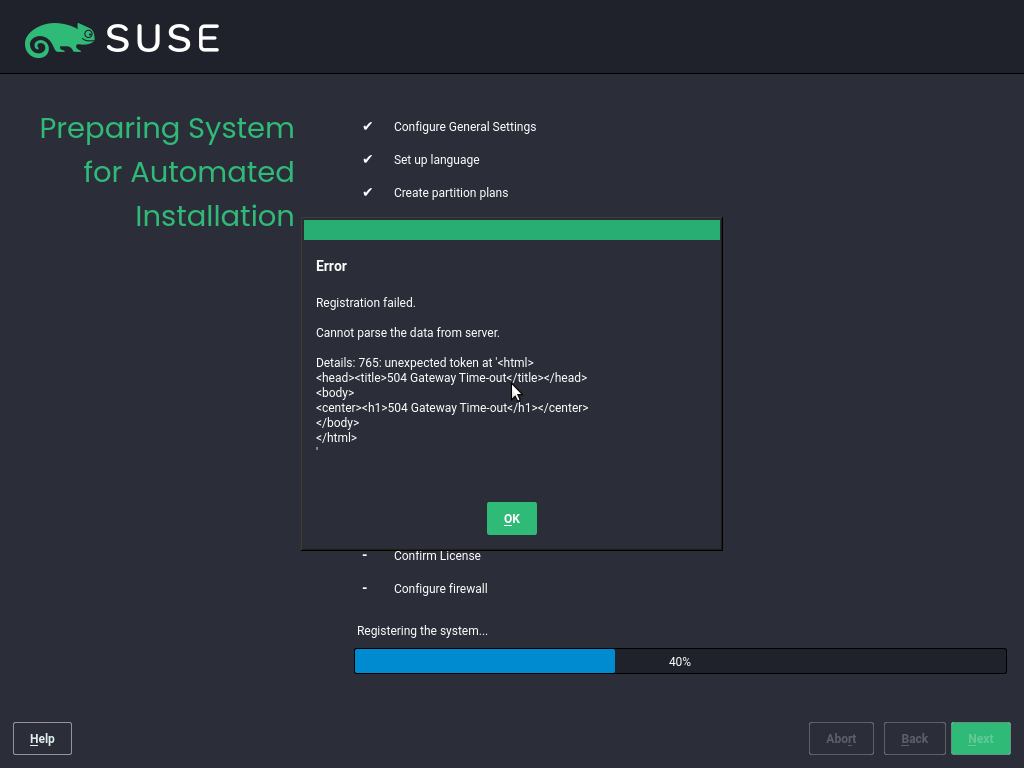 SUSE
Preparing System
for Automated
Installation
✔ Configure General Settings
✔ Set up language
✔ Create partition plans
Error
Registration failed.
Cannot parse the data from server.
Details: 765: unexpected token at '<html>
<head><title>504 Gateway Time-out</title></head>
<body>
<center><h1>504 Gateway Time-out</h1></center>
</body>
</html>
'
OK
- Confirm License
- Configure firewall
Registering the system...
40%
Help
Abort
Back
Next